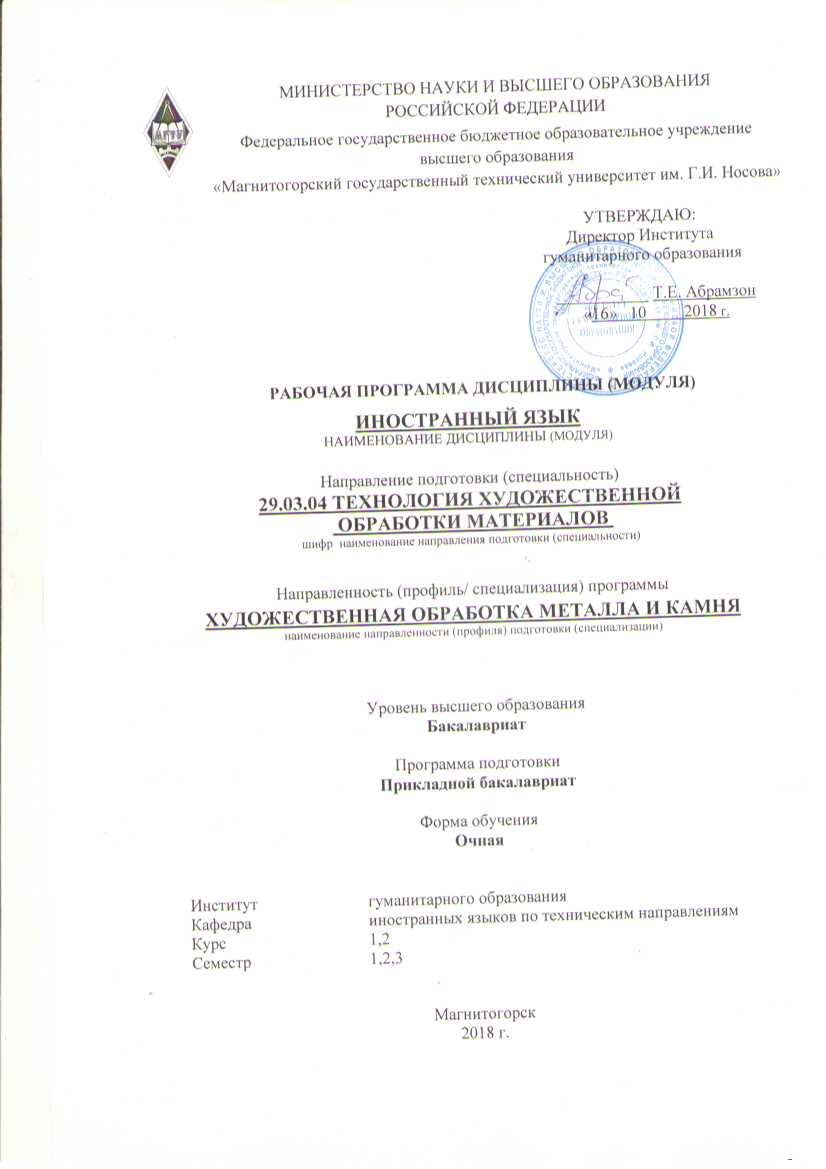 МИНИСТЕРСТВО НАУКИ И ВЫСШЕГО ОБРАЗОВАНИЯ
РОССИЙСКОЙ ФЕДЕРАЦИИ
Федеральное государственное бюджетное образовательное учреждение
высшего образования
«Магнитогорский государственный технический университет им. Г.И. Носова»
МГТУ
УТВЕРЖДАЮ:
Директор Института
гуманитарного образования
Т.Е. Абрамзон
«16» 10 2018 г.
ОБРАЗОВАНИЯ
РАБОЧАЯ ПРОГРАММА ДИСЦИПЛИНЫ (МОДУЛЯ)
ИНОСТРАННЫЙ ЯЗЫК
НАИМЕНОВАНИЕ ДИСЦИПЛИНЫ (МОДУЛЯ)
Направление подготовки (специальность)
29.03.04 ТЕХНОЛОГИЯ ХУДОЖЕСТВЕННОЙ
ОБРАБОТКИ МАТЕРИАЛОВ
шифр наименование направления подготовки (специальности)
Направленность (профиль/ специализация) программы
ХУДОЖЕСТВЕННАЯ ОБРАБОТКА МЕТАЛЛА И КАМНЯ
наименование направленности (профиля) подготовки (специализации)
Уровень высшего образования
Бакалавриат
Программа подготовки
Прикладной бакалавриат
Форма обучения
Очная
Институт гуманитарного образования
Кафедра иностранных языков по техническим направлениям
Курс 1,2
Семестр 1,2,3
Магнитогорск
2018 г.